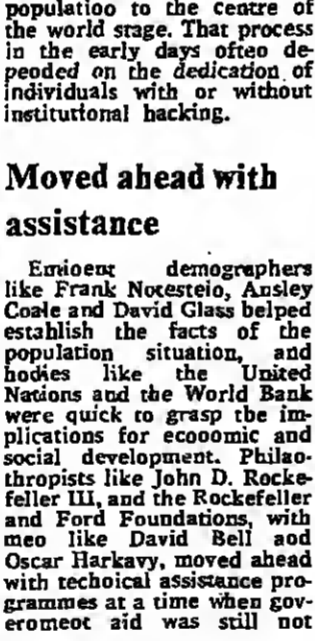 population to the centre of
the world stage. That process
in the early days often de-
pended on the dedication of
individuals with or without
institutional backing.
Moved ahead with
assistance
Eminent demographers
like Frank Notestein, Ansley
Coale and David Glass helped
establish the facts of the
population situation, and
bodies like the United
Nations and the World Bank
were quick to grasp the im-
plications for economic and
social development. Philan-
thropists like John D. Rocke-
feller III, and the Rockefeller
and Ford Foundations, with
men like David Bell and
Oscar Harkavy, moved ahead
with technical assistance pro-
grammes at a time when gov-
ernment aid was still not